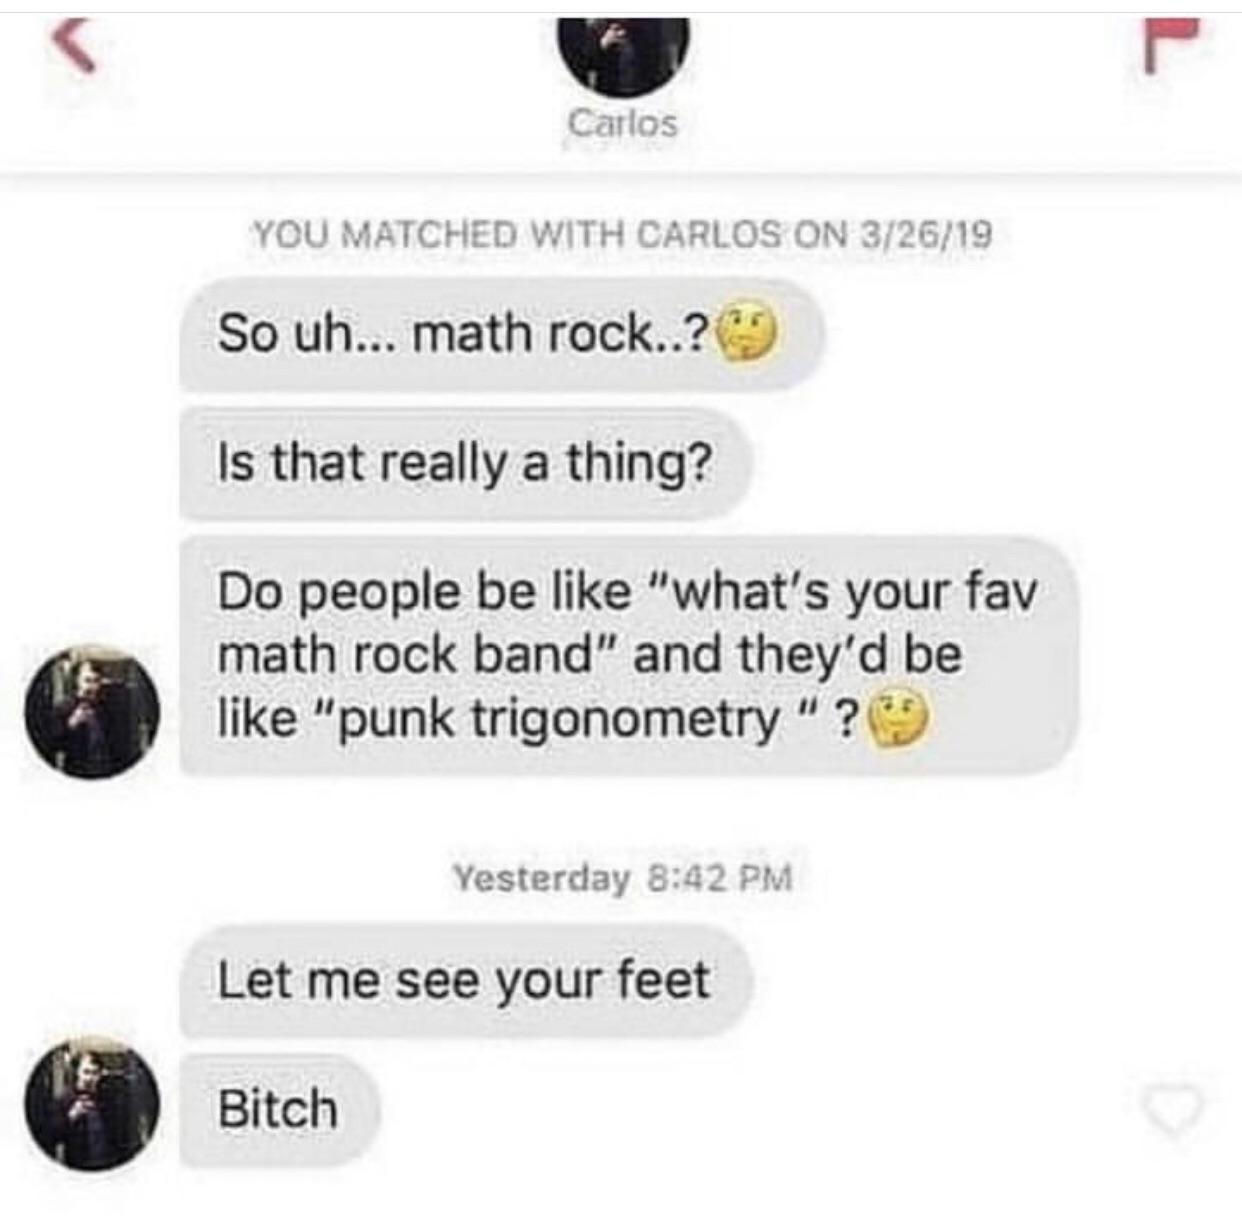 Carlos
YOU MATCHED WITH CARLOS ON 3/26/19
So uh... math rock..?🤔
Is that really a thing?
Do people be like "what's your fav
math rock band" and they'd be
like "punk trigonometry " ?🤔
Yesterday 8:42 PM
Let me see your feet
Bitch